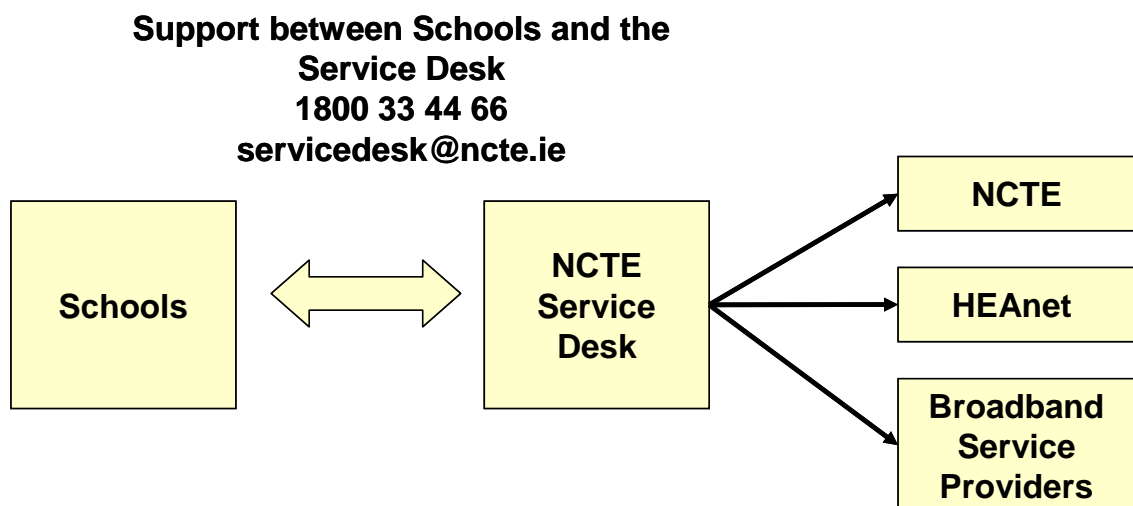 Support between Schools and the
Service Desk
1800 33 44 66
servicedesk@ncte.ie
Schools
NCTE
Service
Desk
NCTE
HEAnet
Broadband
Service
Providers